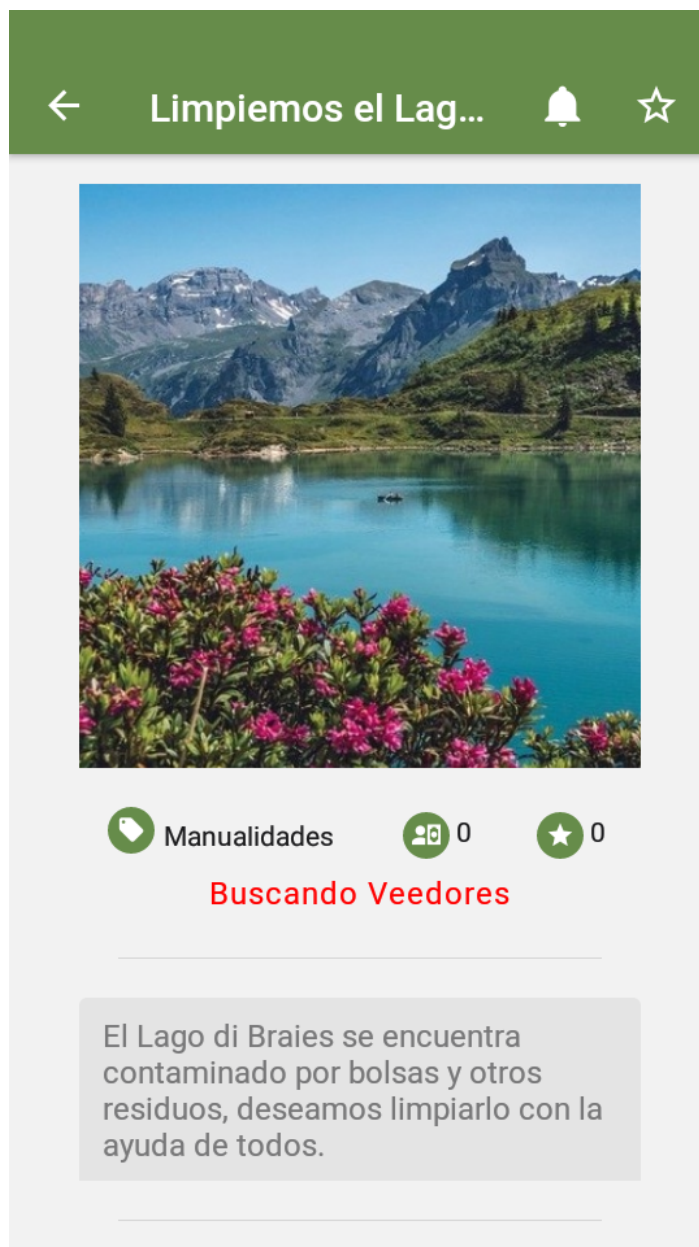 Limpiemos el Lag...
Manualidades
0
0
Buscando Veedores
El Lago di Braies se encuentra
contaminado por bolsas y otros
residuos, deseamos limpiarlo con la
ayuda de todos.